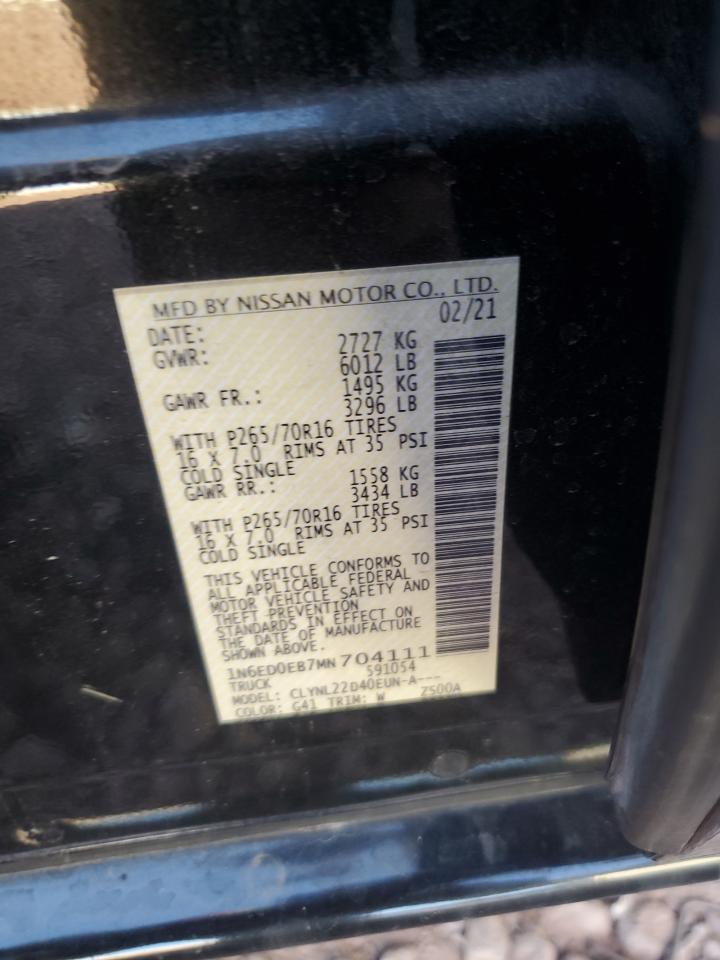 MFD BY NISSAN MOTOR CO., LTD.
DATE: 02/21
GVWR: 2727 KG
6012 LB
GAWR FR.: 1495 KG
3296 LB
WITH P265/70R16 TIRES
16 X 7.0 RIMS AT 35 PSI
COLD SINGLE
GAWR RR.: 1558 KG
3434 LB
WITH P265/70R16 TIRES
16 X 7.0 RIMS AT 35 PSI
COLD SINGLE
THIS VEHICLE CONFORMS TO
ALL APPLICABLE FEDERAL
MOTOR VEHICLE SAFETY AND
THEFT PREVENTION
STANDARDS IN EFFECT ON
THE DATE OF MANUFACTURE
SHOWN ABOVE.
1N6ED0EB7MN704111
TRUCK 591054
MODEL: CLYNL22D40EUN-A---
COLOR: G41 TRIM: W Z500A